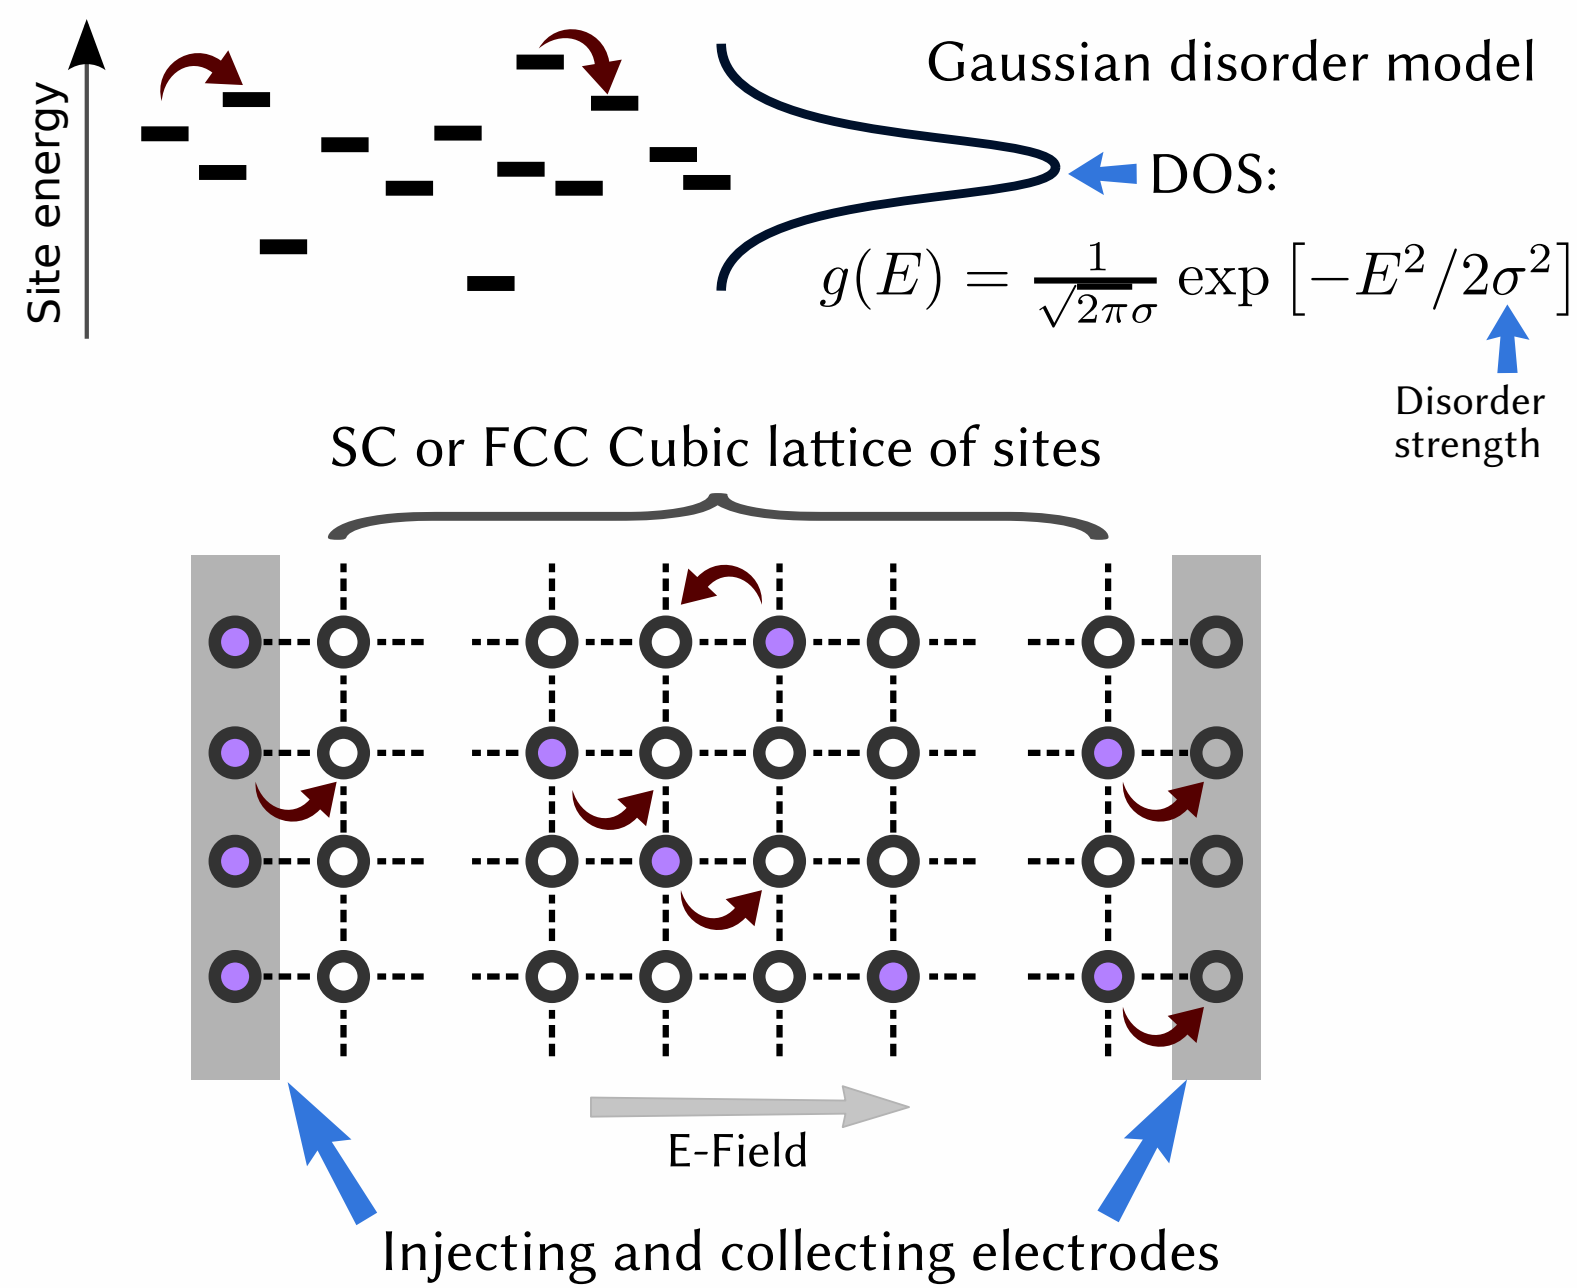 Site energy
Gaussian disorder model
DOS:
g(E) = 1/√2πσ exp [−E²/2σ²]
Disorder
strength
SC or FCC Cubic lattice of sites
E-Field
Injecting and collecting electrodes